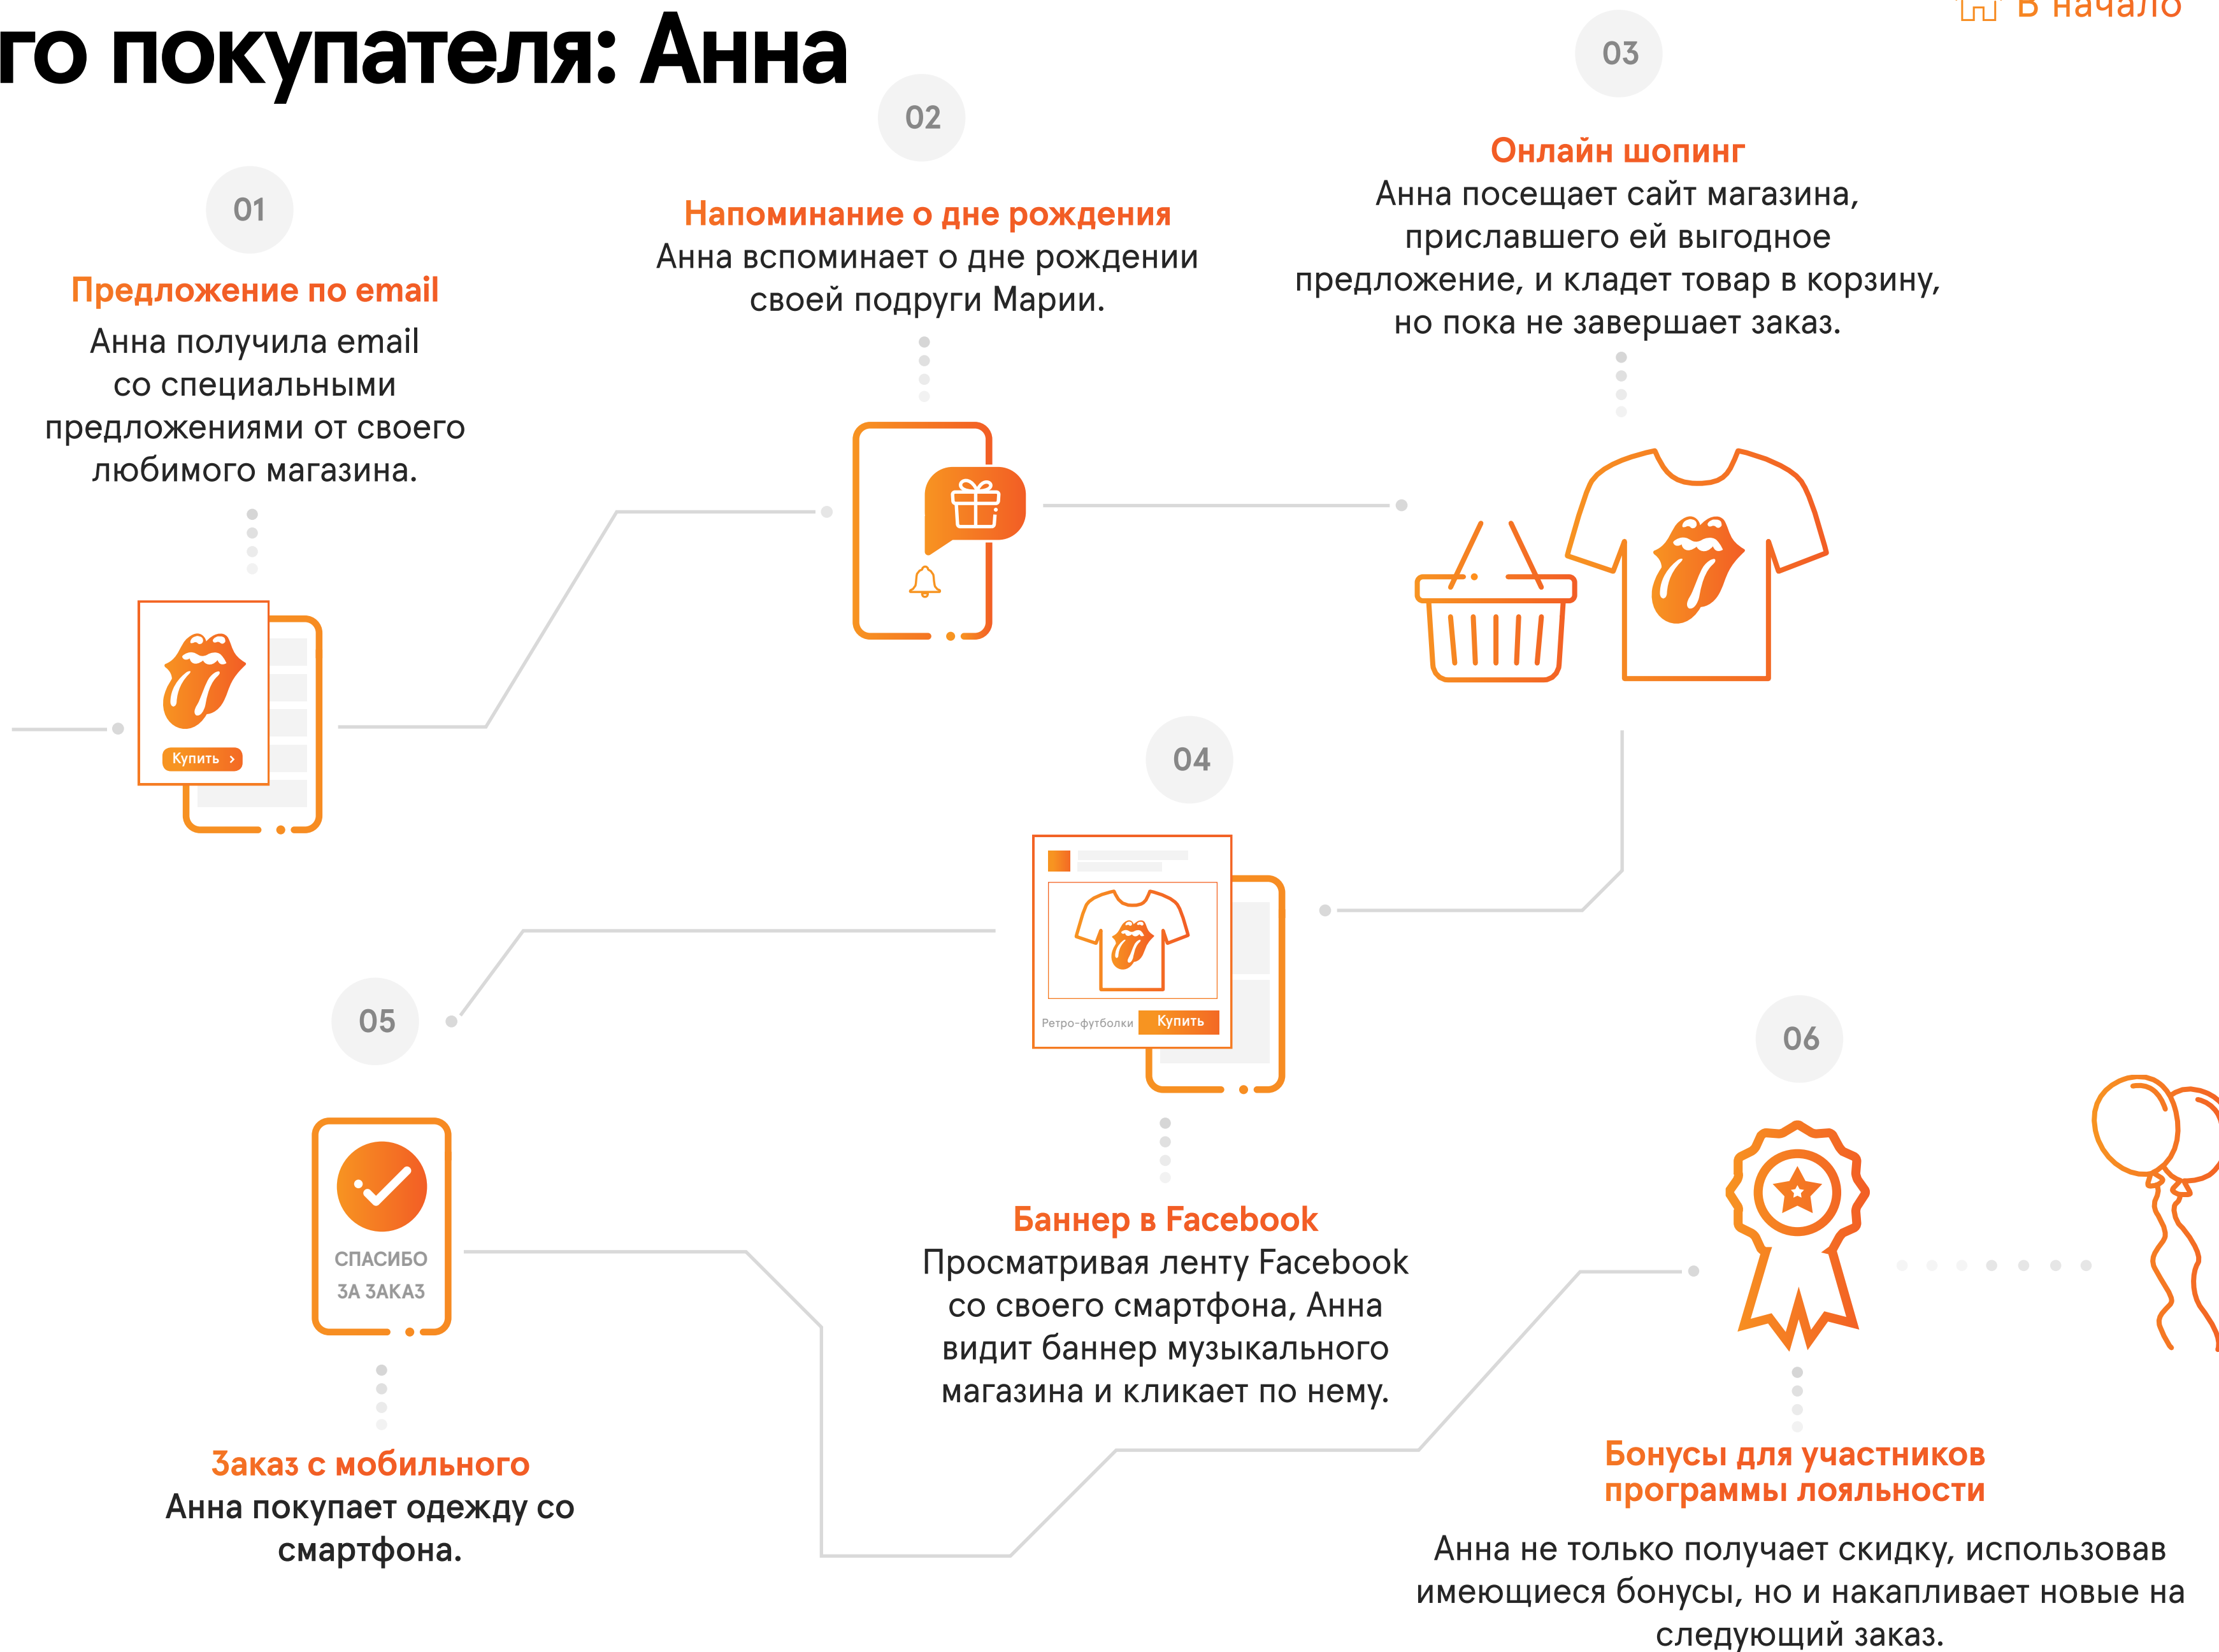 го покупателя: Анна
В начало
01
Предложение по email
Анна получила email
со специальными
предложениями от своего
любимого магазина.
Купить
02
Напоминание о дне рождения
Анна вспоминает о дне рождении
своей подруги Марии.
03
Онлайн шопинг
Анна посещает сайт магазина,
приславшего ей выгодное
предложение, и кладет товар в корзину,
но пока не завершает заказ.
04
Ретро-футболки
Купить
Баннер в Facebook
Просматривая ленту Facebook
со своего смартфона, Анна
видит баннер музыкального
магазина и кликает по нему.
05
СПАСИБО
ЗА ЗАКАЗ
Заказ с мобильного
Анна покупает одежду со
смартфона.
06
Бонусы для участников
программы лояльности
Анна не только получает скидку, использовав
имеющиеся бонусы, но и накапливает новые на
следующий заказ.